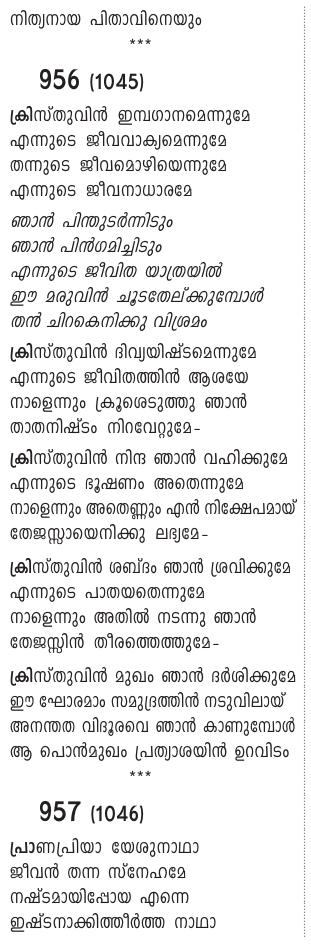 നിത്യനായ പിതാവിനെയും
***
956 (1045)
ക്രിസ്തുവിൻ ഇമ്പഗാനമെന്നുമേ
എന്നുടെ ജീവവാക്യമെന്നുമേ
തന്നുടെ ജീവമൊഴിയെന്നുമേ
എന്നുടെ ജീവനാധാരമേ
ഞാൻ പിന്തുടർന്നിടും
ഞാൻ പിൻഗമിച്ചിടും
എന്നുടെ ജീവിത യാത്രയിൽ
ഈ മരുവിൻ ചൂടതേല്ക്കുമ്പോൾ
തൻ ചിറകെനിക്കു വിശ്രമം
ക്രിസ്തുവിൻ ദിവ്യയിഷ്ടമെന്നുമേ
എന്നുടെ ജീവിതത്തിൻ ആശയേ
നാളെന്നും ക്രൂശെടുത്തു ഞാൻ
താതനിഷ്ടം നിറവേറ്റുമേ-
ക്രിസ്തുവിൻ നിന്ദ ഞാൻ വഹിക്കുമേ
എന്നുടെ ഭൂഷണം അതെന്നുമേ
നാളെന്നും അതെണ്ണും എൻ നിക്ഷേപമായ്
തേജസ്സായെനിക്കു ലഭ്യമേ-
ക്രിസ്തുവിൻ ശബ്ദം ഞാൻ ശ്രവിക്കുമേ
എന്നുടെ പാതയതെന്നുമേ
നാളെന്നും അതിൽ നടന്നു ഞാൻ
തേജസ്സിൻ തീരത്തെത്തുമേ-
ക്രിസ്തുവിൻ മുഖം ഞാൻ ദർശിക്കുമേ
ഈ ഘോരമാം സമുദ്രത്തിൻ നടുവിലായ്
അനന്തത വിദൂരവെ ഞാൻ കാണുമ്പോൾ
ആ പൊൻമുഖം പ്രത്യാശയിൻ ഉറവിടം
***
957 (1046)
പ്രാണപ്രിയാ യേശുനാഥാ
ജീവൻ തന്ന സ്നേഹമേ
നഷ്ടമായിപ്പോയ എന്നെ
ഇഷ്ടനാക്കിത്തീർത്ത നാഥാ